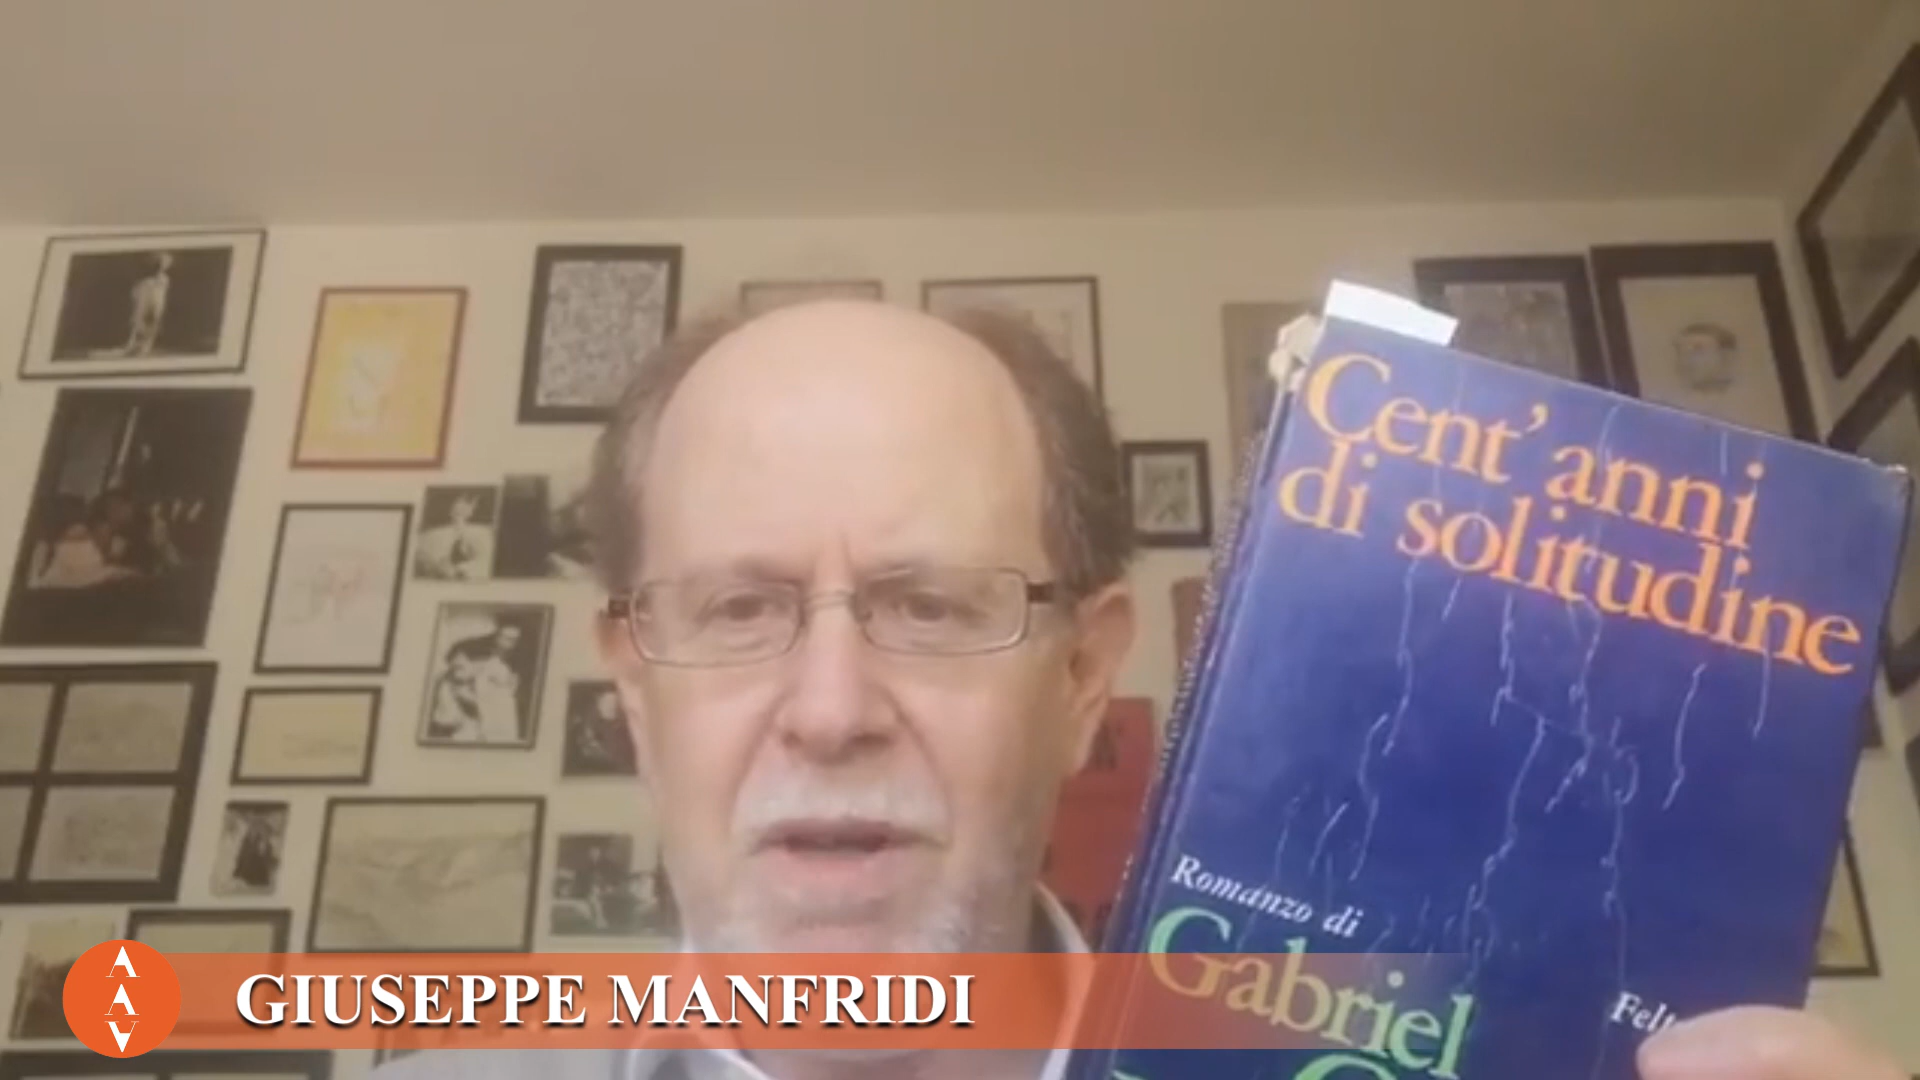 Cent'anni
di solitudine
Romanzo di
Gabriel
GIUSEPPE MANFRIDI